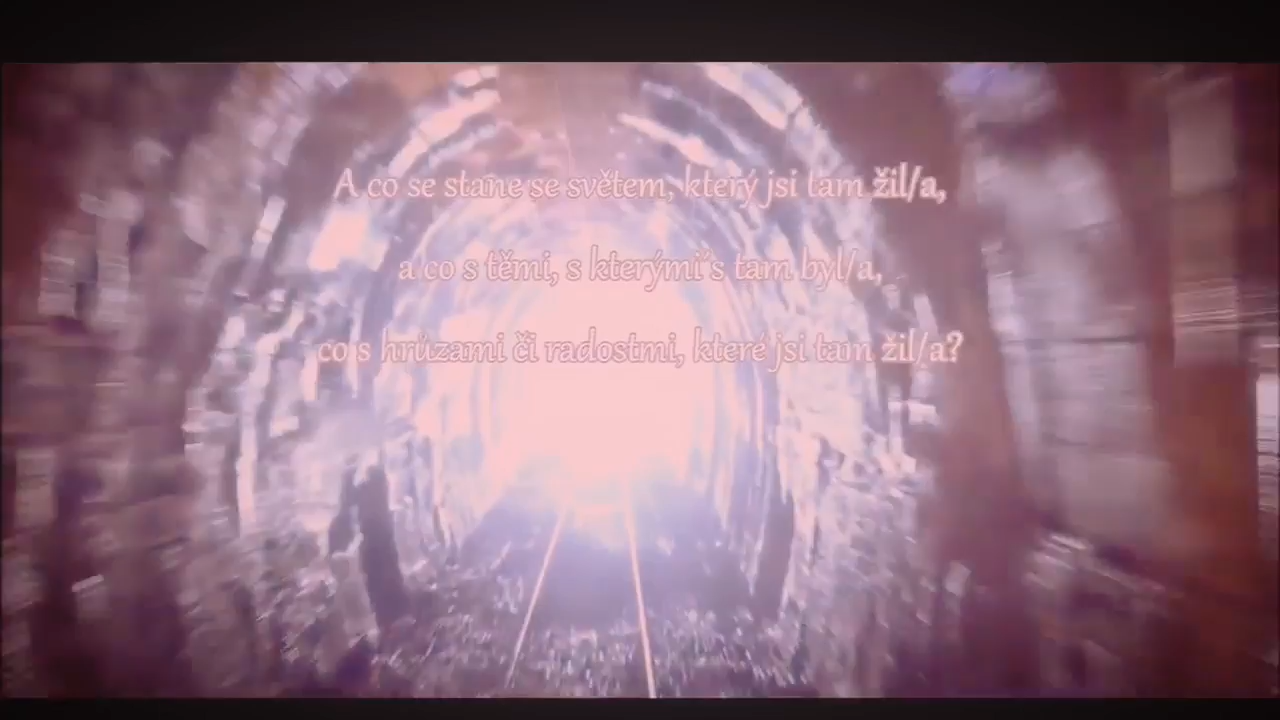 A co se stane se světem, který jsi tam žil/a,
a co s těmi, s kterými's tam byl/a,
co s hrůzami či radostmi, které jsi tam žil/a?